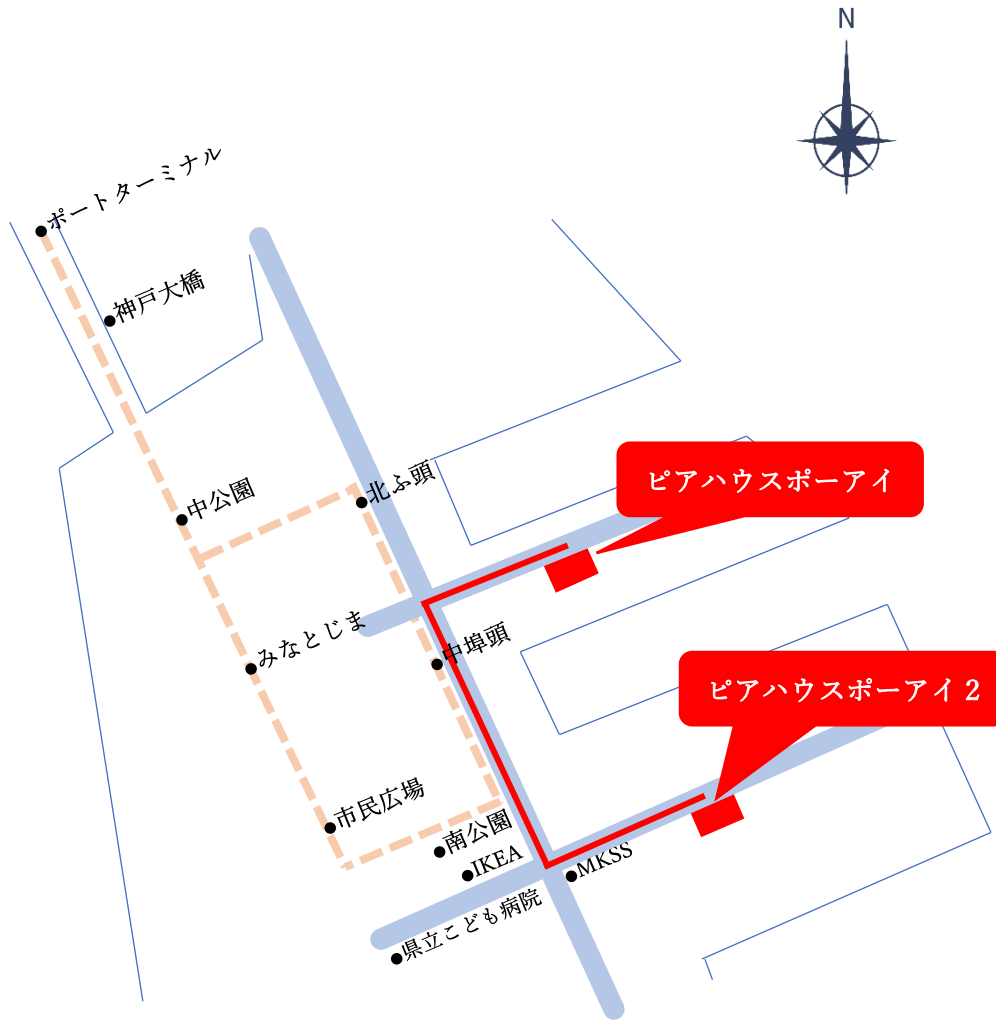 N
ポートターミナル
神戸大橋
中公園
北ふ頭
ピアハウスポーアイ
みなとじま
中埠頭
ピアハウスポーアイ２
市民広場
南公園
IKEA
MKSS
県立こども病院